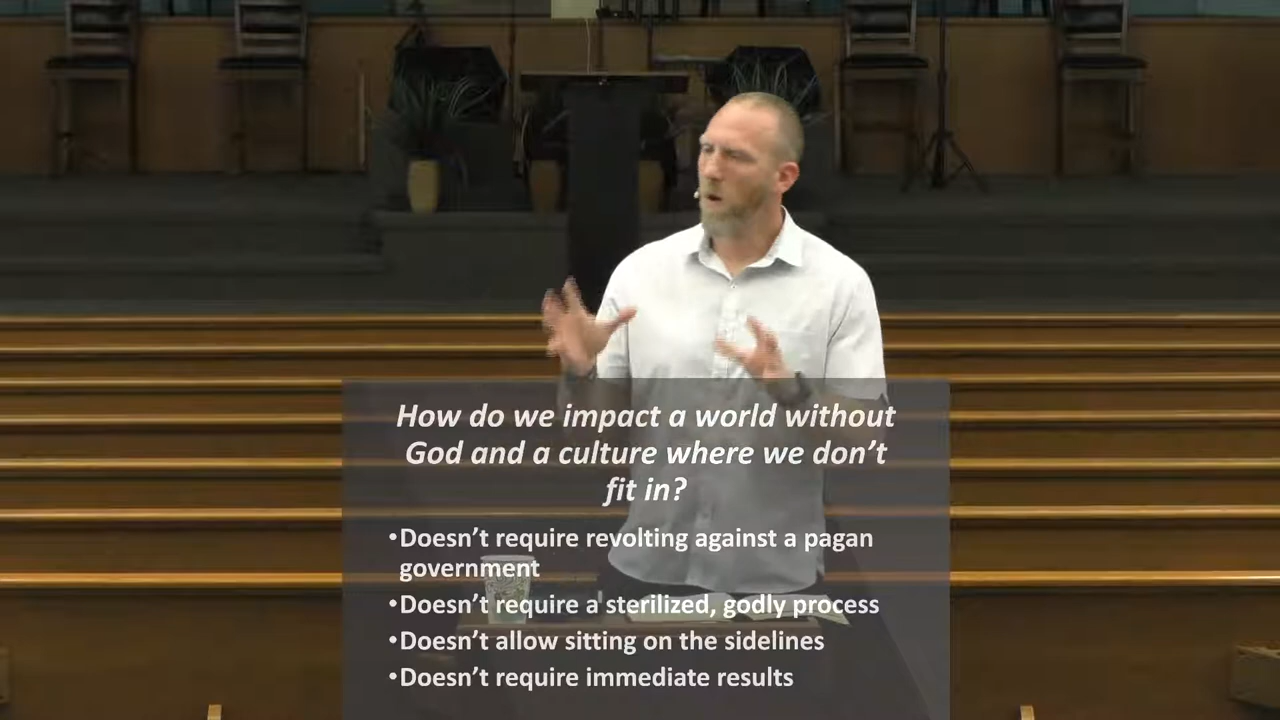 How do we impact a world without
God and a culture where we don't
fit in?
•Doesn't require revolting against a pagan
government
•Doesn't require a sterilized, godly process
•Doesn't allow sitting on the sidelines
•Doesn't require immediate results